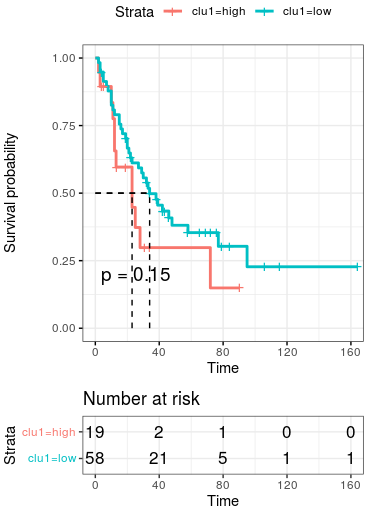 Strata clu1=high clu1=low
Survival probability
1.00
0.75
0.50
0.25
0.00
p = 0.15
0 40 80 120 160
Time
Number at risk
Strata
clu1=high 19 2 1 0 0
clu1=low 58 21 5 1 1
0 40 80 120 160
Time